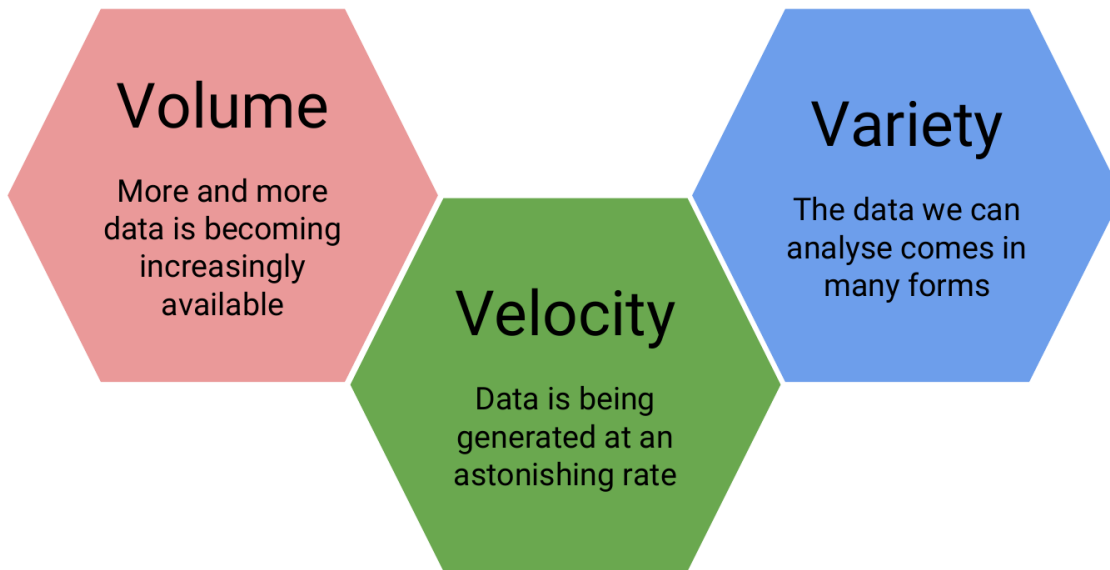 Volume
More and more
data is becoming
increasingly
available
Velocity
Data is being
generated at an
astonishing rate
Variety
The data we can
analyse comes in
many forms